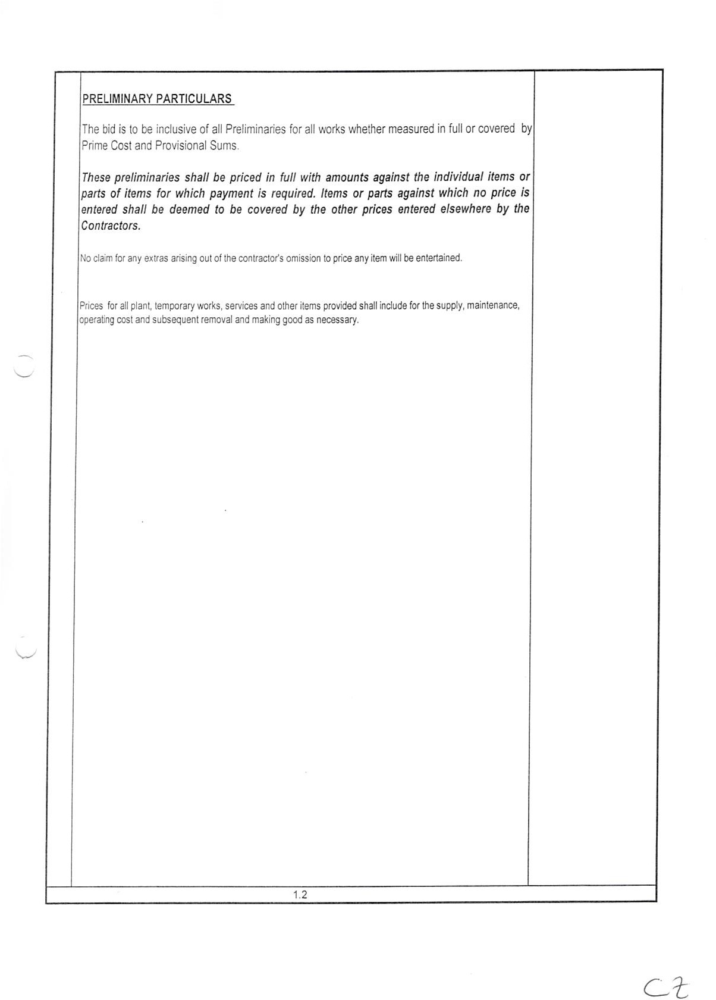 PRELIMINARY PARTICULARS
The bid is to be inclusive of all Preliminaries for all works whether measured in full or covered by
Prime Cost and Provisional Sums.
These preliminaries shall be priced in full with amounts against the individual items or
parts of items for which payment is required. Items or parts against which no price is
entered shall be deemed to be covered by the other prices entered elsewhere by the
Contractors.
No claim for any extras arising out of the contractor's omission to price any item will be entertained.
Prices for all plant, temporary works, services and other items provided shall include for the supply, maintenance,
operating cost and subsequent removal and making good as necessary.
1.2